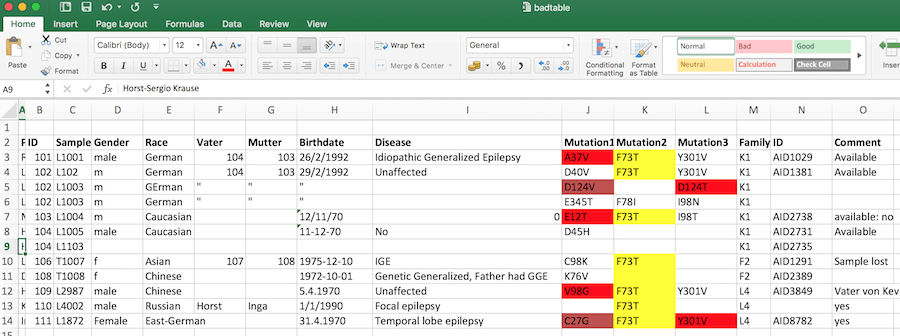 badtable
Home Insert Page Layout Formulas Data Review View
Cut
Copy
Format
Paste
Calibri (Body) 12 A A
B I U A
Wrap Text
Merge & Center
General
% .0 .00 .00 .0
Conditional Formatting
Format as Table
Normal Bad Good
Neutral Calculation Check Cell
A9 fx Horst-Sergio Krause
A B C D E F G H I J K L M N O
1
2 ID Sample Gender Race Vater Mutter Birthdate Disease Mutation1 Mutation2 Mutation3 Family ID Comment
3 101 L1001 male German 104 103 26/2/1992 Idiopathic Generalized Epilepsy A37V F73T Y301V K1 AID1029 Available
4 102 L102 m German 104 103 29/2/1992 Unaffected D40V F73T Y301V K1 AID1381 Available
5 102 L1003 m GErman " " " D124V D124T K1
6 102 L1003 m German " " " E345T F78I I98N K1
7 103 L1004 m Caucasian 12/11/70 0 E12T F73T I98T K1 AID2738 available: no
8 104 L1005 male Caucasian 11-12-70 No D45H K1 AID2731 Available
9 104 L1103 K1 AID2735
10 106 T1007 f Asian 107 108 1975-12-10 IGE C98K F73T F2 AID1291 Sample lost
11 108 T1008 f Chinese 1972-10-01 Genetic Generalized, Father had GGE K76V F2 AID2389
12 109 L2987 male Chinese 5.4.1970 Unaffected V98G F73T Y301V L4 AID3849 Vater von Kev
13 110 L4002 male Russian Horst Inga 1/1/1990 Focal epilepsy F73T L4 yes
14 111 L1872 Female East-German 31.4.1970 Temporal lobe epilepsy C27G F73T Y301V L4 AID8782 yes